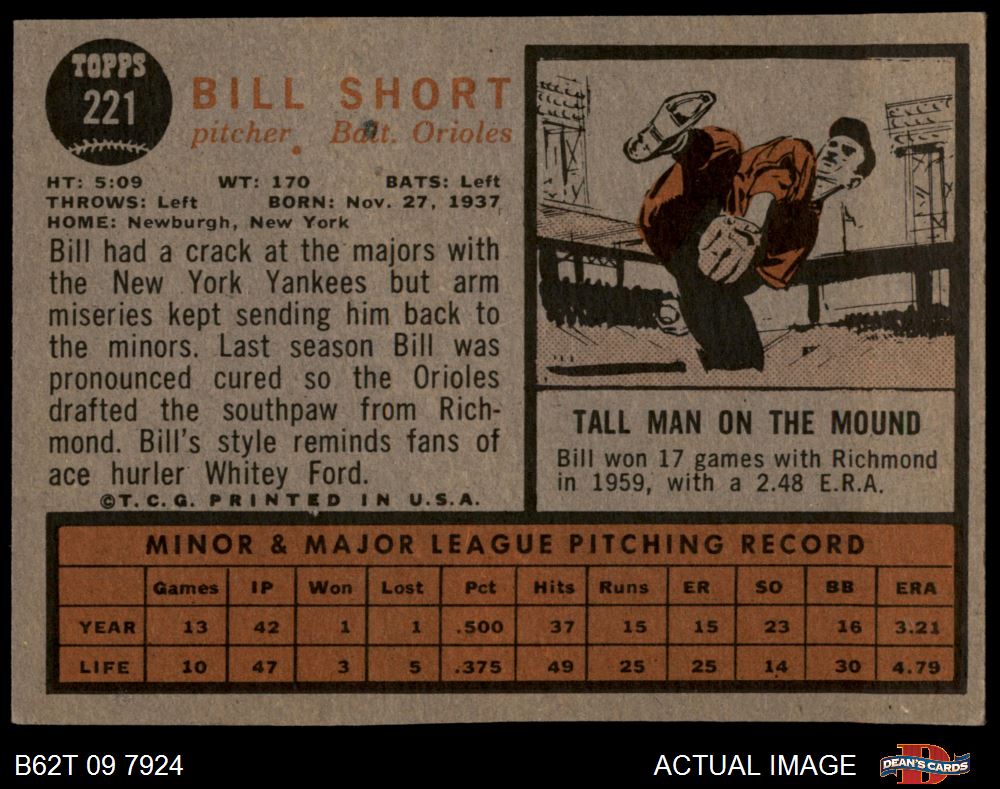 TOPPS
221
BILL SHORT
pitcher Balt. Orioles
HT: 5:09 WT: 170 BATS: Left
THROWS: Left BORN: Nov. 27, 1937
HOME: Newburgh, New York
Bill had a crack at the majors with
the New York Yankees but arm
miseries kept sending him back to
the minors. Last season Bill was
pronounced cured so the Orioles
drafted the southpaw from Rich-
mond. Bill's style reminds fans of
ace hurler Whitey Ford.
©T.C.G. PRINTED IN U.S.A.
TALL MAN ON THE MOUND
Bill won 17 games with Richmond
in 1959, with a 2.48 E.R.A.
MINOR & MAJOR LEAGUE PITCHING RECORD
Games IP Won Lost Pct Hits Runs ER SO BB ERA
YEAR 13 42 1 1 .500 37 15 15 23 16 3.21
LIFE 10 47 3 5 .375 49 25 25 14 30 4.79
B62T 09 7924
ACTUAL IMAGE
D
DEAN'S CARDS